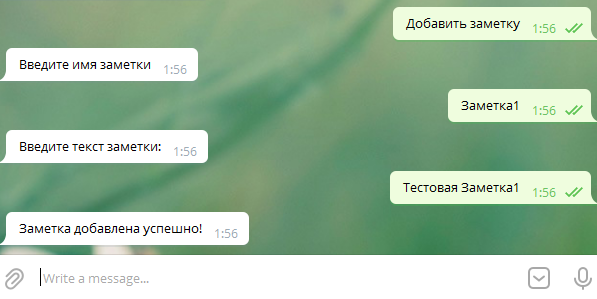 Добавить заметку 1:56
Введите имя заметки 1:56
Заметка1 1:56
Введите текст заметки: 1:56
Тестовая Заметка1 1:56
Заметка добавлена успешно! 1:56
Write a message...